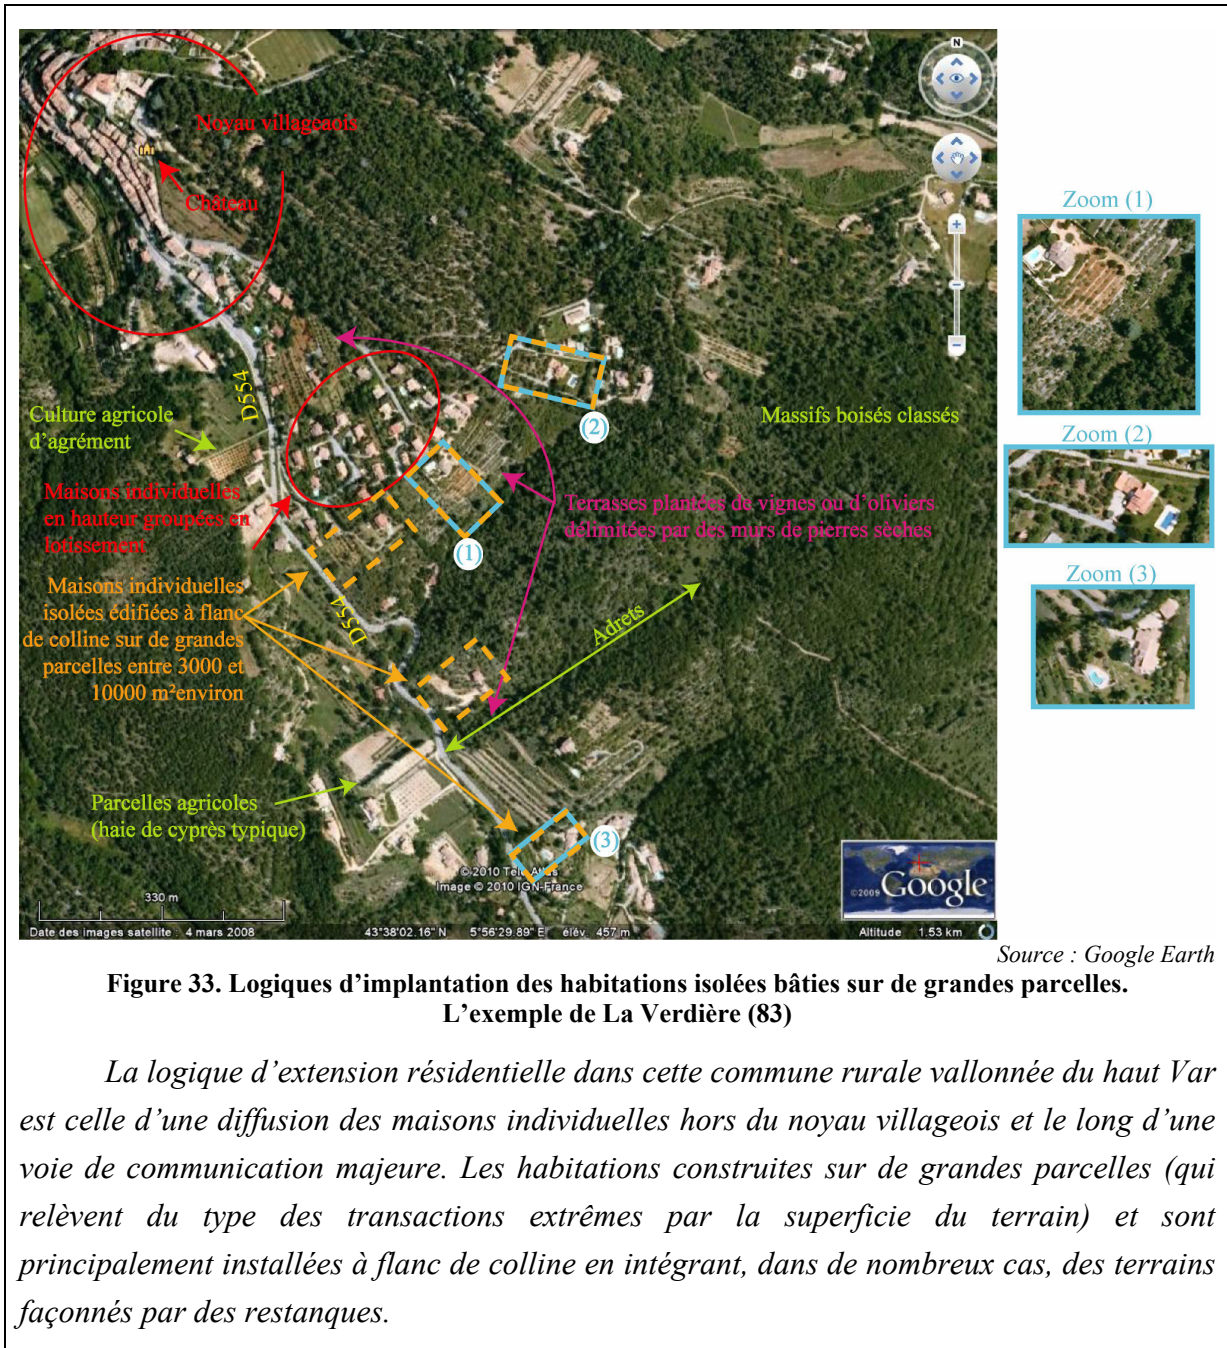 N
Noyau villageaois
Château
Zoom (1)
D554
Culture agricole
d'agrément
(2)
Massifs boisés classés
Zoom (2)
Maisons individuelles
en hauteur groupées en
lotissement
Terrasses plantées de vignes ou d'oliviers
délimitées par des murs de pierres sèches
(1)
Zoom (3)
Maisons individuelles
isolées édifiées à flanc
de colline sur de grandes
parcelles entre 3000 et
10000 m²environ
D554
Adrets
Parcelles agricoles
(haie de cyprès typique)
(3)
© 2010 Tele Atlas
Image © 2010 IGN-France
©2009 Google
330 m
Date des images satellite : 4 mars 2008
43°38'02.16" N 5°56'29.89" E élév. 457 m
Altitude 1.53 km
Source : Google Earth
Figure 33. Logiques d'implantation des habitations isolées bâties sur de grandes parcelles.
L'exemple de La Verdière (83)
La logique d'extension résidentielle dans cette commune rurale vallonnée du haut Var
est celle d'une diffusion des maisons individuelles hors du noyau villageois et le long d'une
voie de communication majeure. Les habitations construites sur de grandes parcelles (qui
relèvent du type des transactions extrêmes par la superficie du terrain) et sont
principalement installées à flanc de colline en intégrant, dans de nombreux cas, des terrains
façonnés par des restanques.